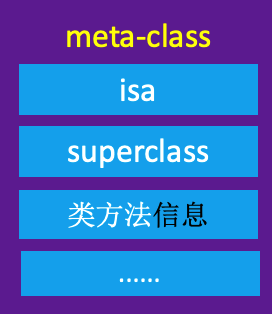 meta-class
isa
superclass
类方法信息
......